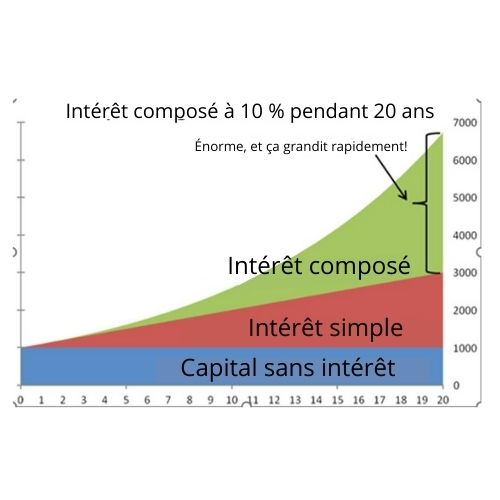 Intérêt composé à 10 % pendant 20 ans
Énorme, et ça grandit rapidement!
7000
6000
5000
4000
3000
2000
1000
0
Intérêt composé
Intérêt simple
Capital sans intérêt
0 1 2 3 4 5 6 7 8 9 10 11 12 13 14 15 16 17 18 19 20